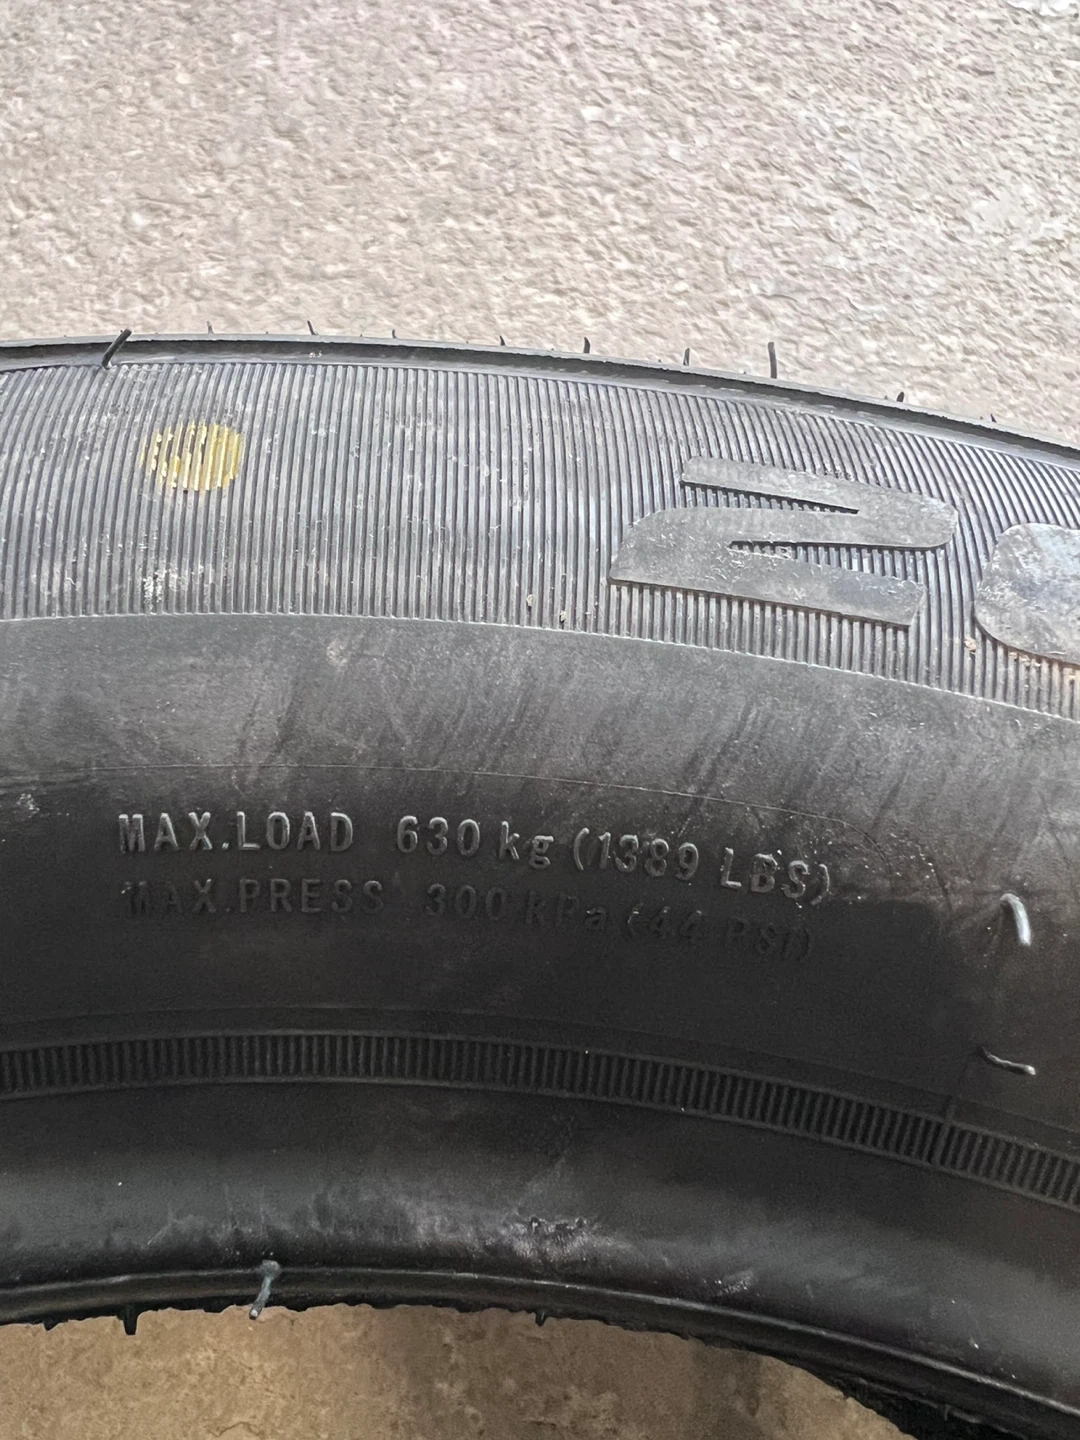 MAX.LOAD 630 kg (1389 LBS)
MAX.PRESS 300 kPa (44 PSI)